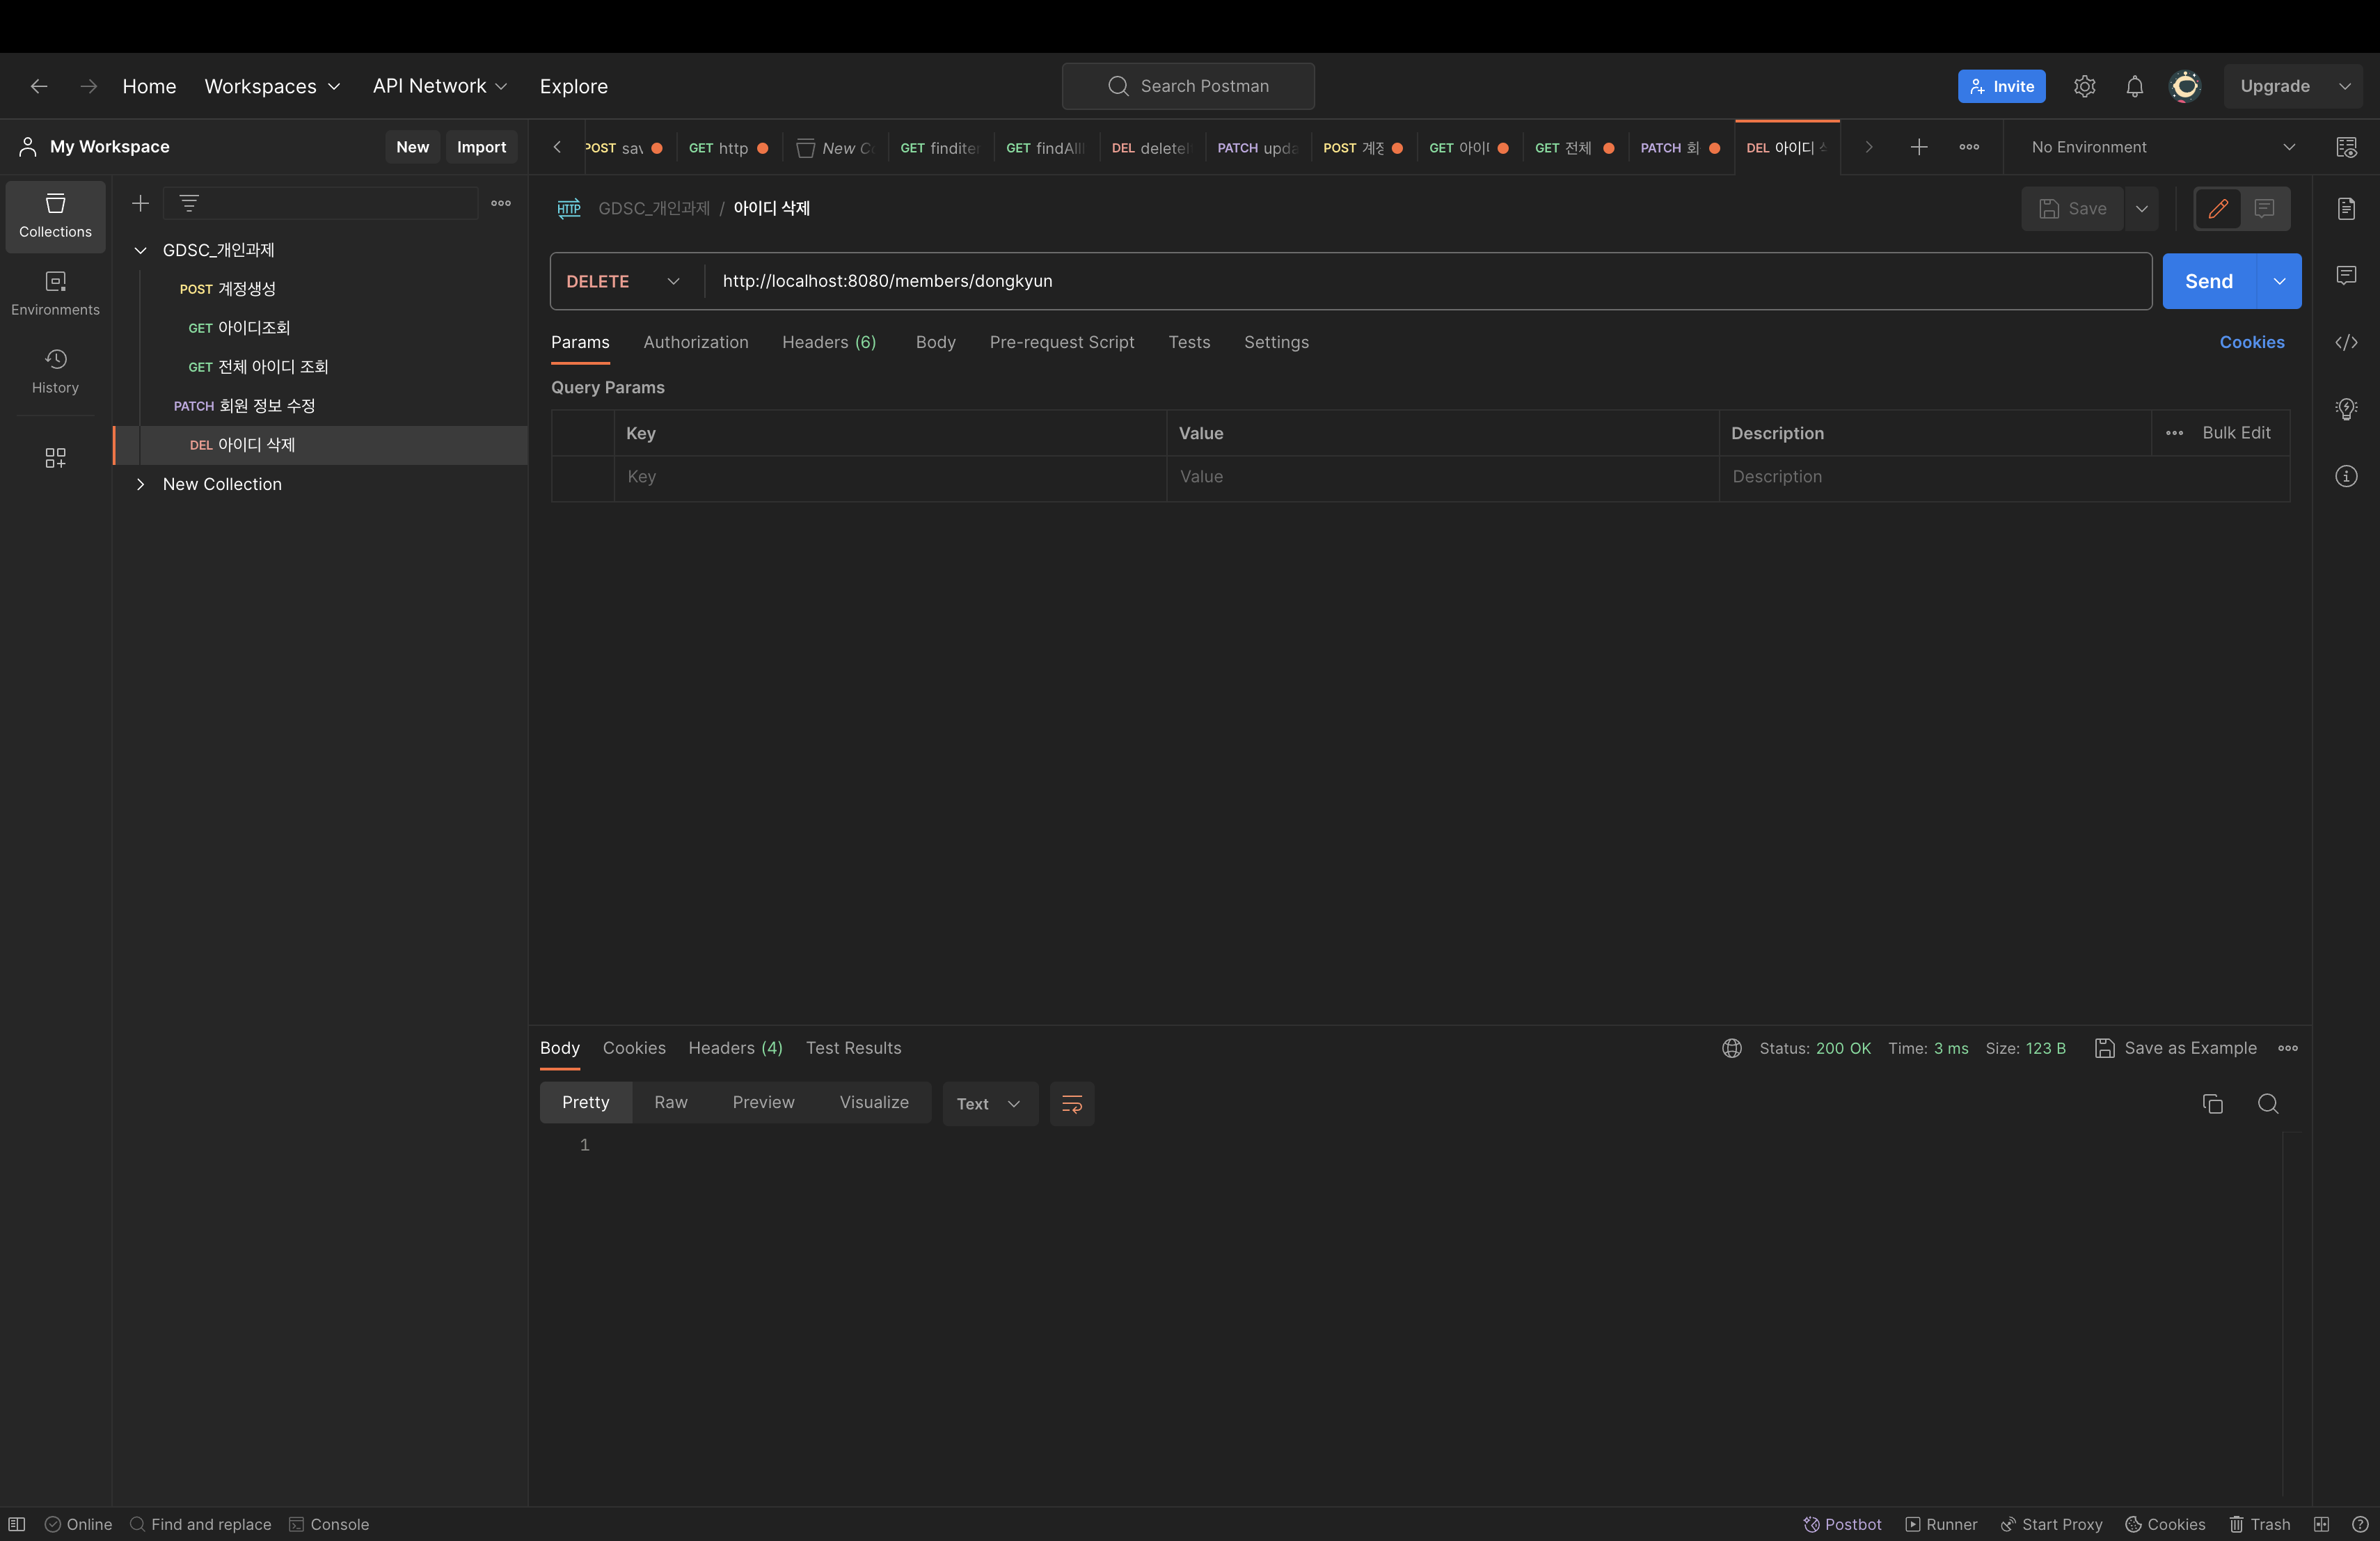 Home Workspaces API Network Explore Search Postman Invite Upgrade
My Workspace New Import
POST sav GET http New Co GET finditer GET findAll DEL delete PATCH upda POST 계정 GET 아이 GET 전체 PATCH 회 DEL 아이디 No Environment
Collections
Environments
History
GDSC_개인과제
POST 계정생성
GET 아이디조회
GET 전체 아이디 조회
PATCH 회원 정보 수정
DEL 아이디 삭제
New Collection
HTTP GDSC_개인과제 / 아이디 삭제 Save
DELETE http://localhost:8080/members/dongkyun Send
Params Authorization Headers (6) Body Pre-request Script Tests Settings Cookies
Query Params
Key Value Description Bulk Edit
Key Value Description
Body Cookies Headers (4) Test Results Status: 200 OK Time: 3 ms Size: 123 B Save as Example
Pretty Raw Preview Visualize Text
1
Online Find and replace Console Postbot Runner Start Proxy Cookies Trash